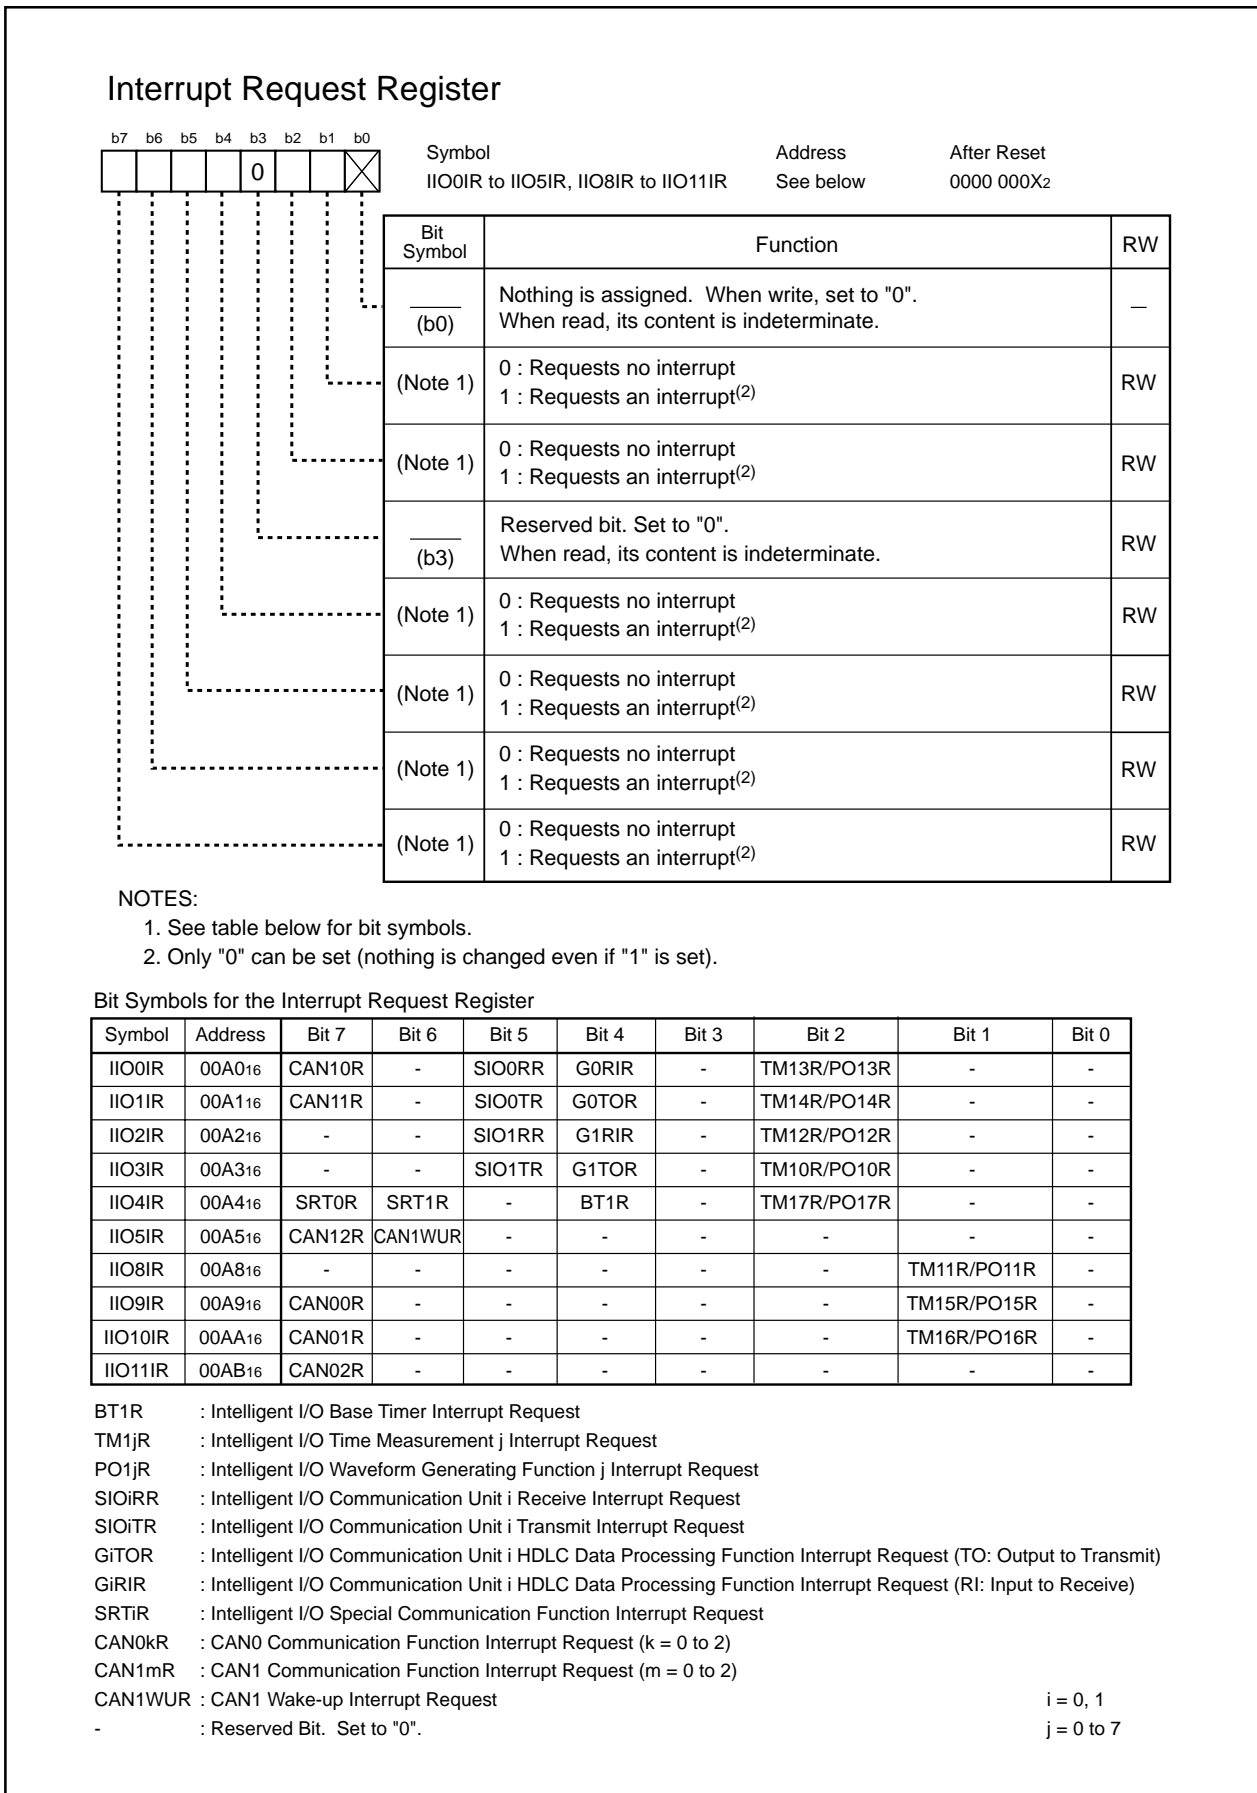 Interrupt Request Register
b7 b6 b5 b4 b3 b2 b1 b0
0
Symbol Address After Reset
IIO0IR to IIO5IR, IIO8IR to IIO11IR See below 0000 000X2
Bit Symbol Function RW
(b0) Nothing is assigned. When write, set to "0". —
When read, its content is indeterminate.
(Note 1) 0 : Requests no interrupt RW
1 : Requests an interrupt(2)
(Note 1) 0 : Requests no interrupt RW
1 : Requests an interrupt(2)
(b3) Reserved bit. Set to "0". RW
When read, its content is indeterminate.
(Note 1) 0 : Requests no interrupt RW
1 : Requests an interrupt(2)
(Note 1) 0 : Requests no interrupt RW
1 : Requests an interrupt(2)
(Note 1) 0 : Requests no interrupt RW
1 : Requests an interrupt(2)
(Note 1) 0 : Requests no interrupt RW
1 : Requests an interrupt(2)
NOTES:
1. See table below for bit symbols.
2. Only "0" can be set (nothing is changed even if "1" is set).
Bit Symbols for the Interrupt Request Register
Symbol Address Bit 7 Bit 6 Bit 5 Bit 4 Bit 3 Bit 2 Bit 1 Bit 0
IIO0IR 00A016 CAN10R - SIO0RR G0RIR - TM13R/PO13R - -
IIO1IR 00A116 CAN11R - SIO0TR G0TOR - TM14R/PO14R - -
IIO2IR 00A216 - - SIO1RR G1RIR - TM12R/PO12R - -
IIO3IR 00A316 - - SIO1TR G1TOR - TM10R/PO10R - -
IIO4IR 00A416 SRT0R SRT1R - BT1R - TM17R/PO17R - -
IIO5IR 00A516 CAN12R CAN1WUR - - - - - -
IIO8IR 00A816 - - - - - - TM11R/PO11R -
IIO9IR 00A916 CAN00R - - - - - TM15R/PO15R -
IIO10IR 00AA16 CAN01R - - - - - TM16R/PO16R -
IIO11IR 00AB16 CAN02R - - - - - - -
BT1R : Intelligent I/O Base Timer Interrupt Request
TM1jR : Intelligent I/O Time Measurement j Interrupt Request
PO1jR : Intelligent I/O Waveform Generating Function j Interrupt Request
SIOiRR : Intelligent I/O Communication Unit i Receive Interrupt Request
SIOiTR : Intelligent I/O Communication Unit i Transmit Interrupt Request
GiTOR : Intelligent I/O Communication Unit i HDLC Data Processing Function Interrupt Request (TO: Output to Transmit)
GiRIR : Intelligent I/O Communication Unit i HDLC Data Processing Function Interrupt Request (RI: Input to Receive)
SRTiR : Intelligent I/O Special Communication Function Interrupt Request
CAN0kR : CAN0 Communication Function Interrupt Request (k = 0 to 2)
CAN1mR : CAN1 Communication Function Interrupt Request (m = 0 to 2)
CAN1WUR : CAN1 Wake-up Interrupt Request i = 0, 1
- : Reserved Bit. Set to "0". j = 0 to 7